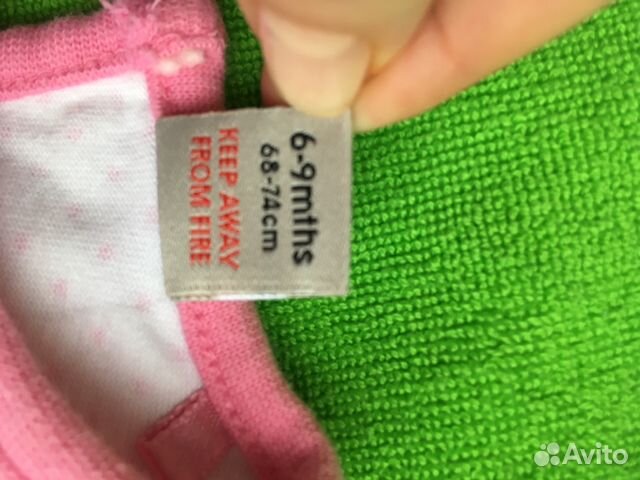 6-9mths
68-74cm
KEEP AWAY
FROM FIRE
Avito